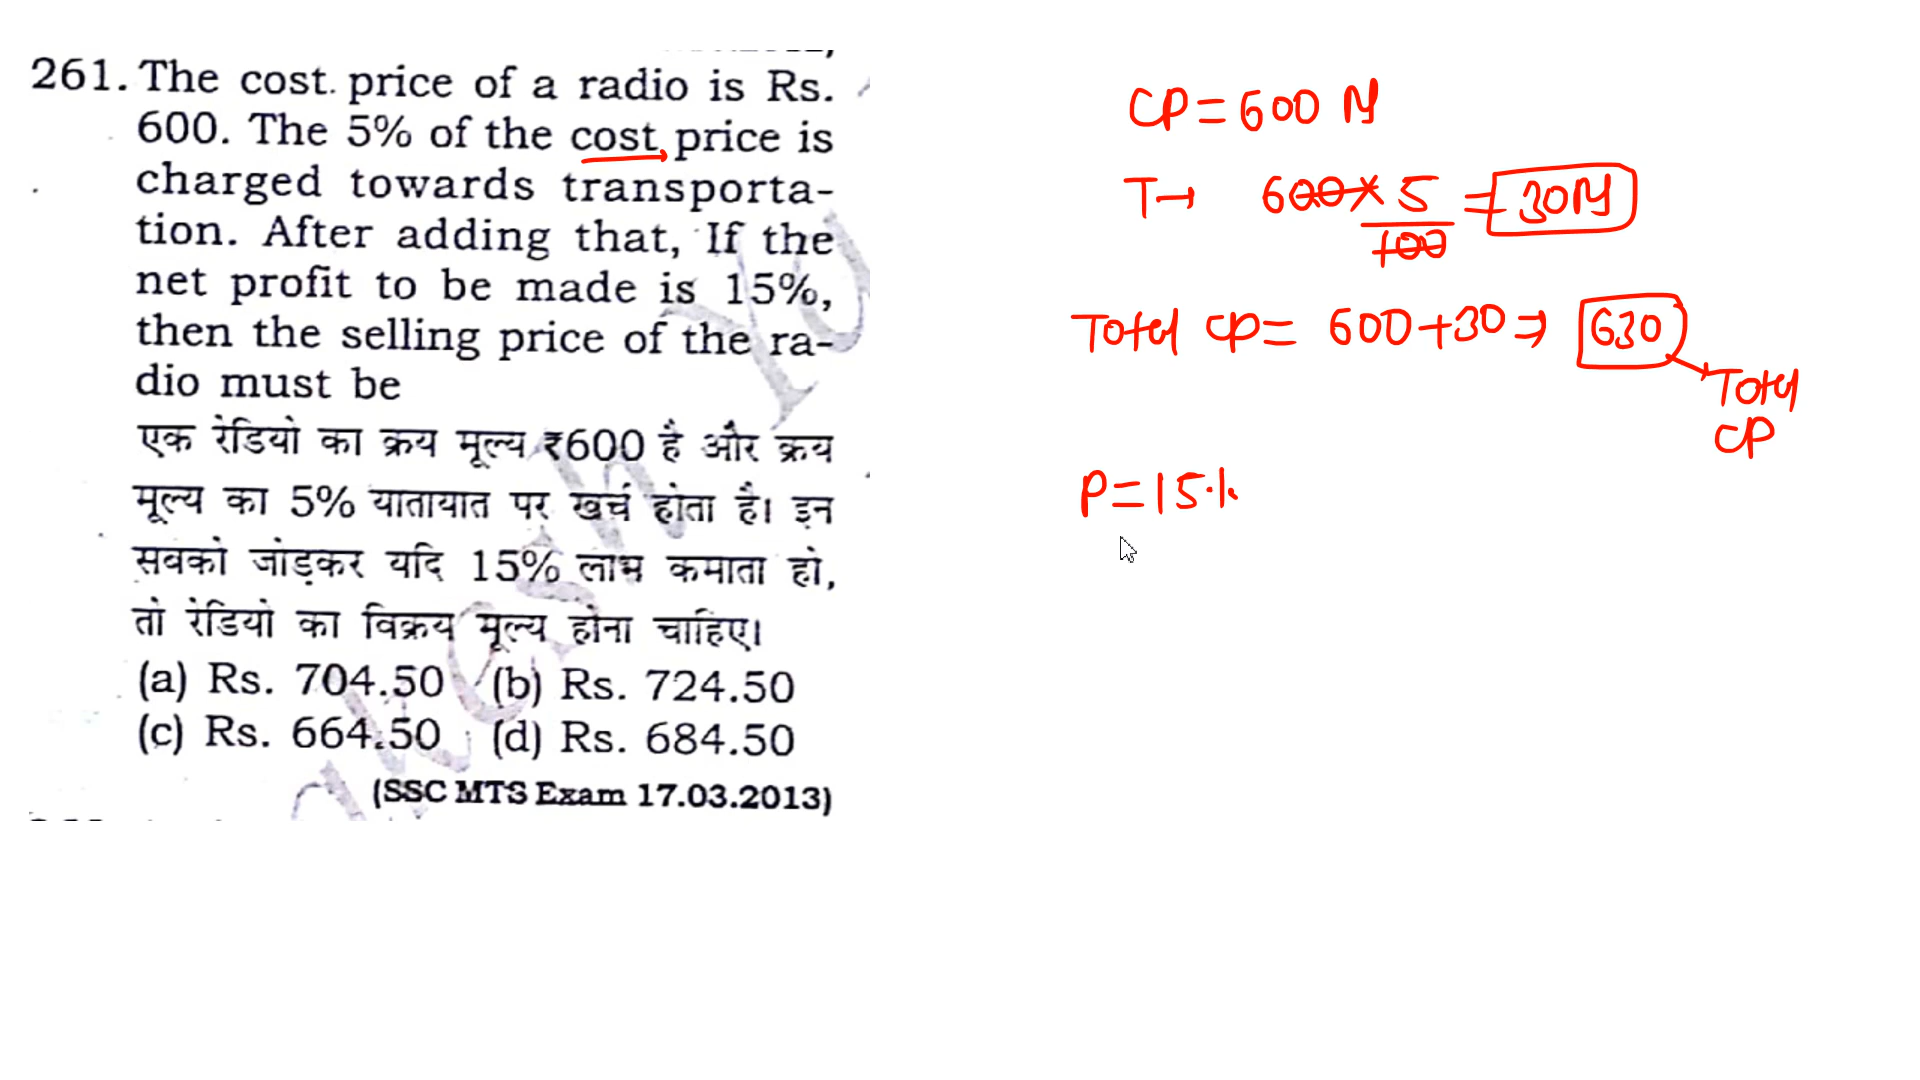 261. The cost price of a radio is Rs.
600. The 5% of the cost price is
charged towards transporta-
tion. After adding that, If the
net profit to be made is 15%,
then the selling price of the ra-
dio must be
एक रेडियो का क्रय मूल्य ₹600 है और क्रय
मूल्य का 5% यातायात पर खर्च होता है। इन
सबको जोड़कर यदि 15% लाभ कमाता हो,
तो रेडियो का विक्रय मूल्य होना चाहिए।
(a) Rs. 704.50 (b) Rs. 724.50
(c) Rs. 664.50 (d) Rs. 684.50
(SSC MTS Exam 17.03.2013)
CP = 600 ₹
T→ 600 × 5 = 30 ₹
100
Total CP = 600+30 ⇒ 630
Total
CP
P = 15%